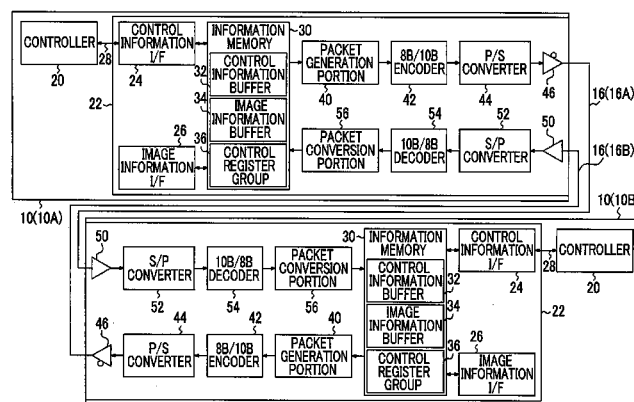 CONTROLLER
20
28
CONTROL
INFORMATION
I/F
24
22
INFORMATION
MEMORY
30
CONTROL
INFORMATION
BUFFER
32
IMAGE
INFORMATION
BUFFER
34
CONTROL
REGISTER
GROUP
36
IMAGE
INFORMATION
I/F
26
PACKET
GENERATION
PORTION
40
8B/10B
ENCODER
42
P/S
CONVERTER
44
46
16(16A)
56
PACKET
CONVERSION
PORTION
54
10B/8B
DECODER
52
S/P
CONVERTER
50
16(16B)
10(10A)
10(10B)
50
S/P
CONVERTER
52
10B/8B
DECODER
54
PACKET
CONVERSION
PORTION
56
30
INFORMATION
MEMORY
CONTROL
INFORMATION
BUFFER
32
IMAGE
INFORMATION
BUFFER
34
CONTROL
REGISTER
GROUP
36
CONTROL
INFORMATION
I/F
24
28
CONTROLLER
20
22
26
IMAGE
INFORMATION
I/F
46
44
P/S
CONVERTER
42
8B/10B
ENCODER
40
PACKET
GENERATION
PORTION